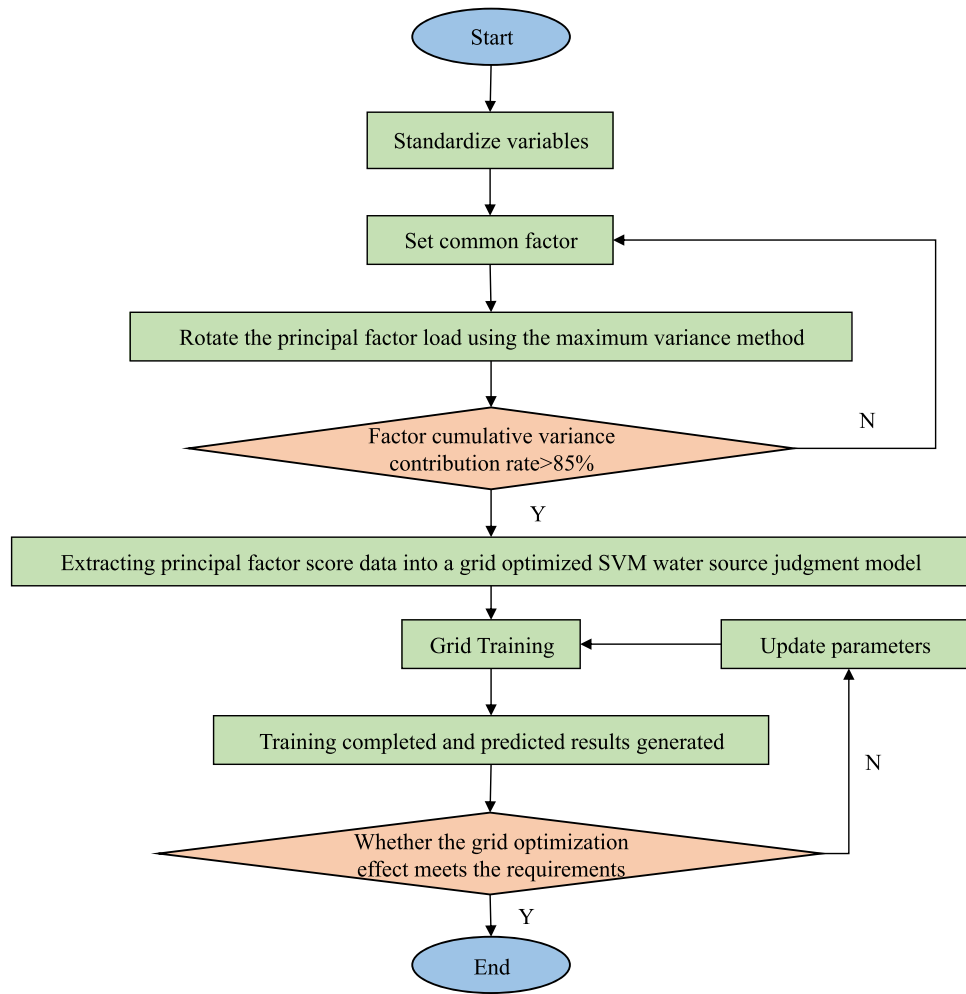 Start
Standardize variables
Set common factor
Rotate the principal factor load using the maximum variance method
Factor cumulative variance
contribution rate>85%
N
Y
Extracting principal factor score data into a grid optimized SVM water source judgment model
Grid Training
Update parameters
Training completed and predicted results generated
N
Whether the grid optimization
effect meets the requirements
Y
End